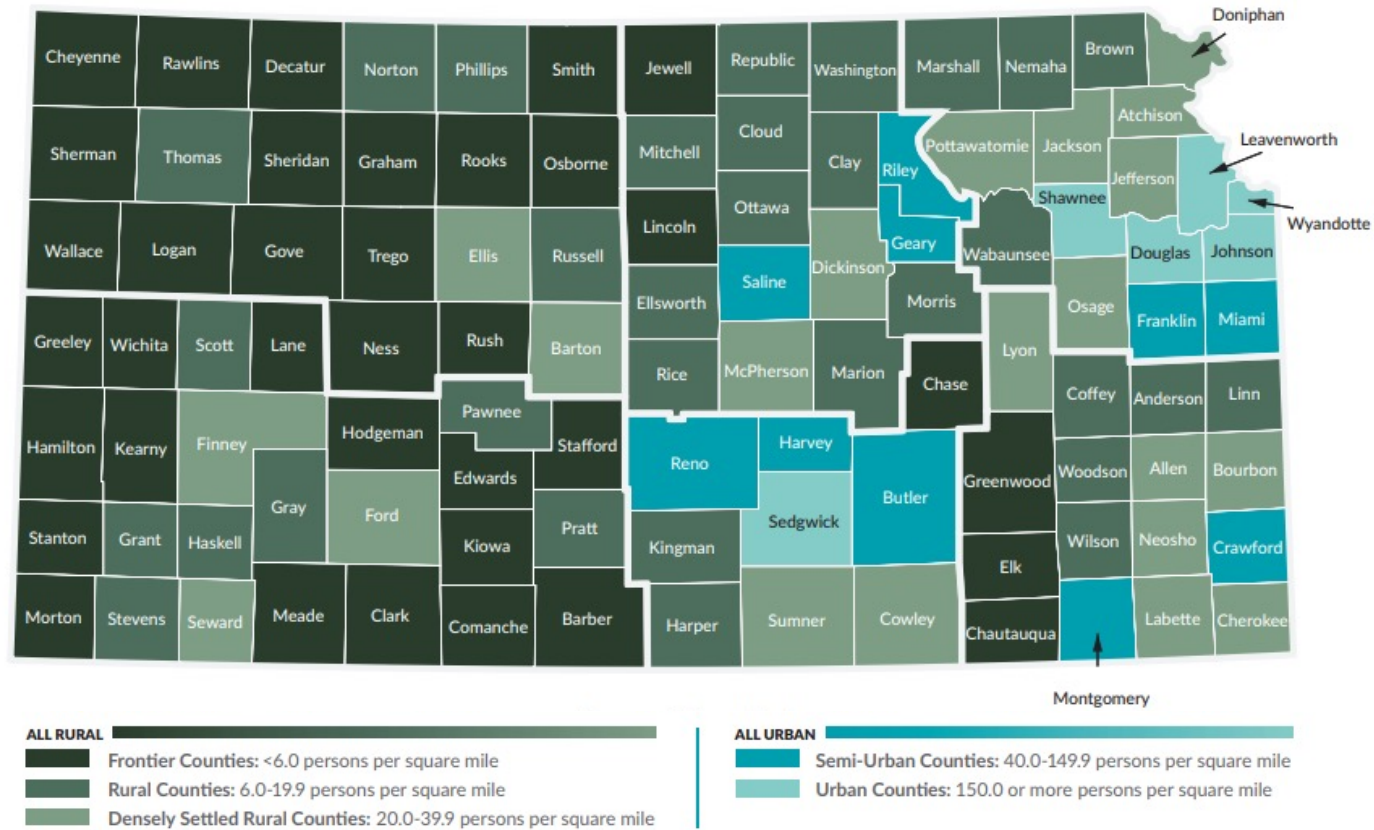 Doniphan
Cheyenne Rawlins Decatur Norton Phillips Smith Jewell Republic Washington Marshall Nemaha Brown
Atchison
Leavenworth
Sherman Thomas Sheridan Graham Rooks Osborne Mitchell Cloud Clay Riley Pottawatomie Jackson Jefferson
Shawnee
Wyandotte
Wallace Logan Gove Trego Ellis Russell Lincoln Ottawa Geary Wabaunsee Douglas Johnson
Saline Dickinson
Ellsworth Morris Osage Franklin Miami
Greeley Wichita Scott Lane Ness Rush Barton Rice McPherson Marion Chase Lyon
Coffey Anderson Linn
Hamilton Kearny Finney Hodgeman Pawnee Stafford
Reno Harvey Butler Greenwood Woodson Allen Bourbon
Edwards
Gray Ford Sedgwick
Stanton Grant Haskell Kiowa Pratt Kingman Elk Wilson Neosho Crawford
Morton Stevens Seward Meade Clark Comanche Barber Harper Sumner Cowley Chautauqua Labette Cherokee
Montgomery
ALL RURAL
Frontier Counties: <6.0 persons per square mile
Rural Counties: 6.0-19.9 persons per square mile
Densely Settled Rural Counties: 20.0-39.9 persons per square mile
ALL URBAN
Semi-Urban Counties: 40.0-149.9 persons per square mile
Urban Counties: 150.0 or more persons per square mile